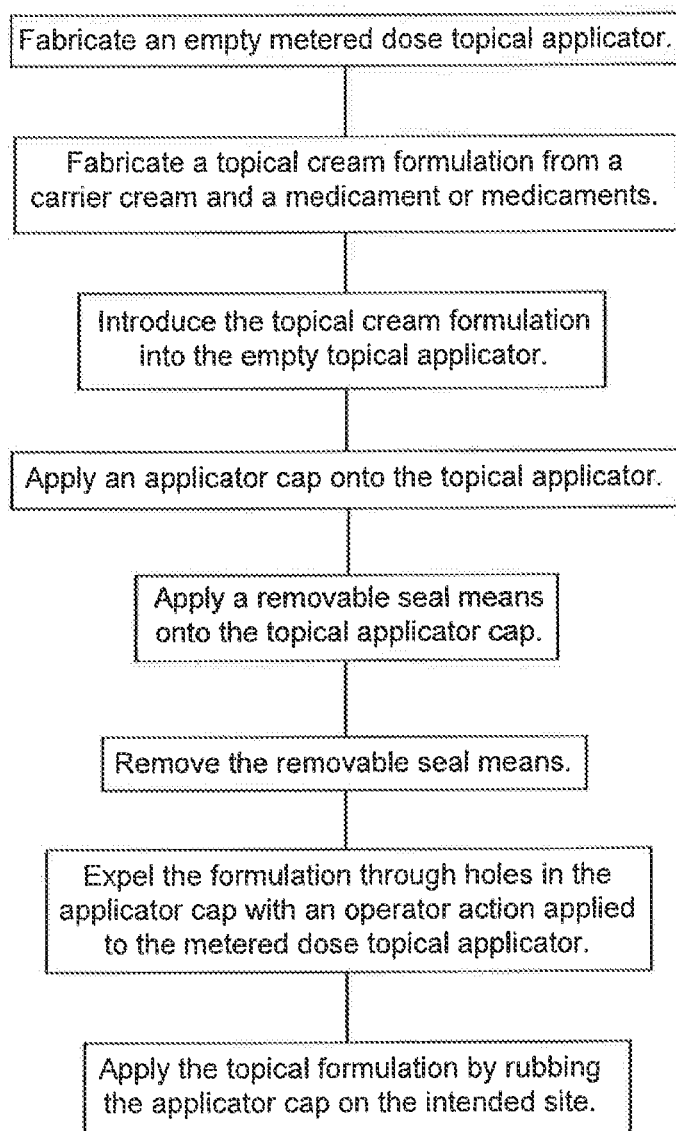 Fabricate an empty metered dose topical applicator.
Fabricate a topical cream formulation from a
carrier cream and a medicament or medicaments.
Introduce the topical cream formulation
into the empty topical applicator.
Apply an applicator cap onto the topical applicator.
Apply a removable seal means
onto the topical applicator cap.
Remove the removable seal means.
Expel the formulation through holes in the
applicator cap with an operator action applied
to the metered dose topical applicator.
Apply the topical formulation by rubbing
the applicator cap on the intended site.